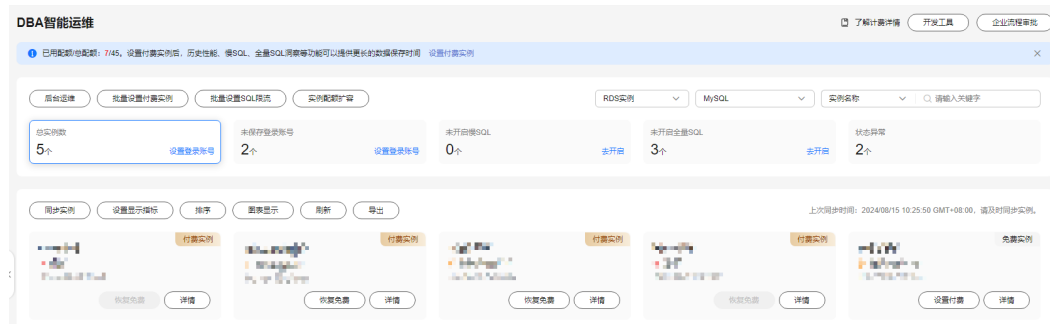 DBA智能运维
了解计费详情 开发工具 企业流程审批
已用配额/总配额：7/45。设置付费实例后，历史性能、慢SQL、全量SQL洞察等功能可以提供更长的数据保存时间 设置付费实例
后台运维 批量设置付费实例 批量设置SQL限流 实例配额扩容 RDS实例 MySQL 实例名称 请输入关键字
总实例数 未保存登录账号 未开启慢SQL 未开启全量SQL 状态异常
5个 设置登录账号 2个 设置登录账号 0个 去开启 3个 去开启 2个
同步实例 设置显示指标 排序 图表显示 刷新 导出 上次同步时间：2024/08/15 10:25:50 GMT+08:00，请及时同步实例。
付费实例 付费实例 付费实例 付费实例 免费实例
恢复免费 详情 恢复免费 详情 恢复免费 详情 恢复免费 详情 设置付费 详情